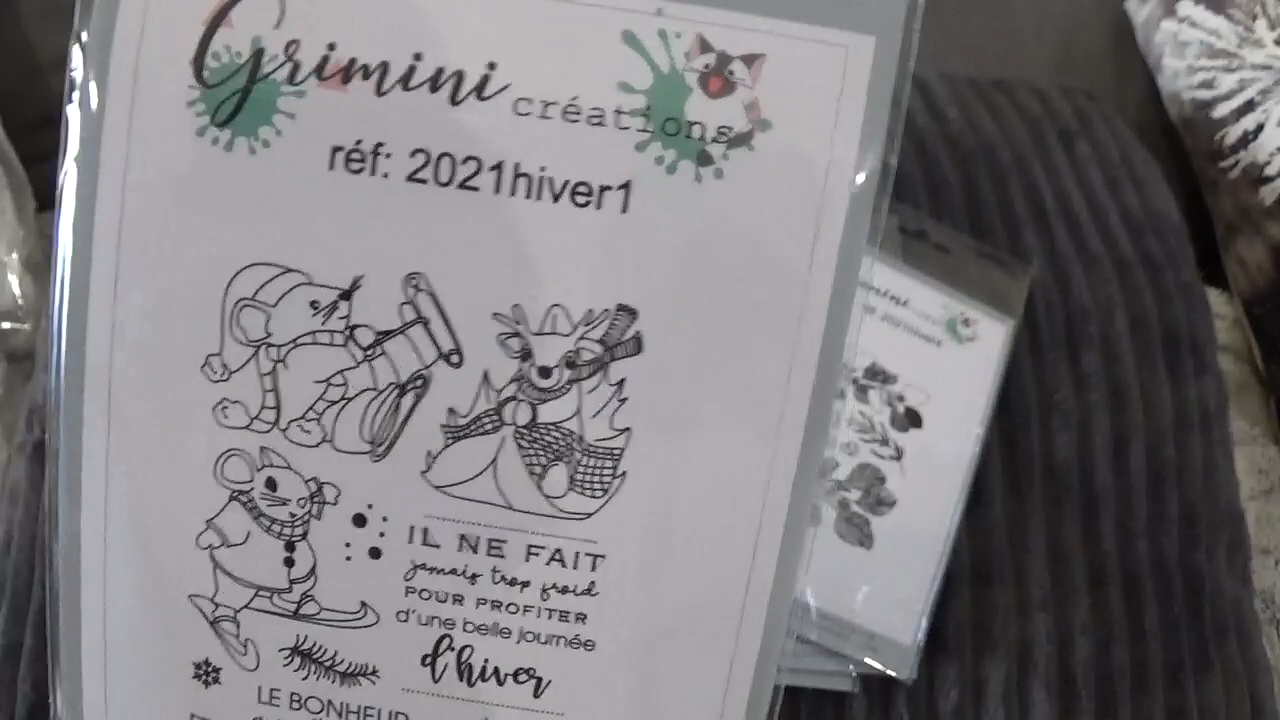 Grimini
créations
réf: 2021hiver1
IL NE FAIT
jamais trop froid
POUR PROFITER
d'une belle journée
d'hiver
LE BONHEUR